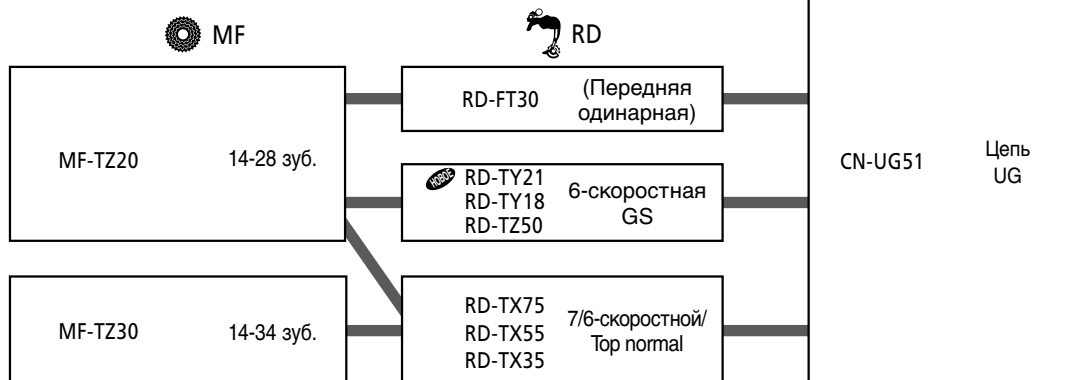 MF
RD
MF-TZ20
14-28 зуб.
RD-FT30
(Передняя
одинарная)
НОВОЕ
RD-TY21
RD-TY18
RD-TZ50
6-скоростная
GS
CN-UG51
Цепь
UG
MF-TZ30
14-34 зуб.
RD-TX75
RD-TX55
RD-TX35
7/6-скоростной/
Top normal